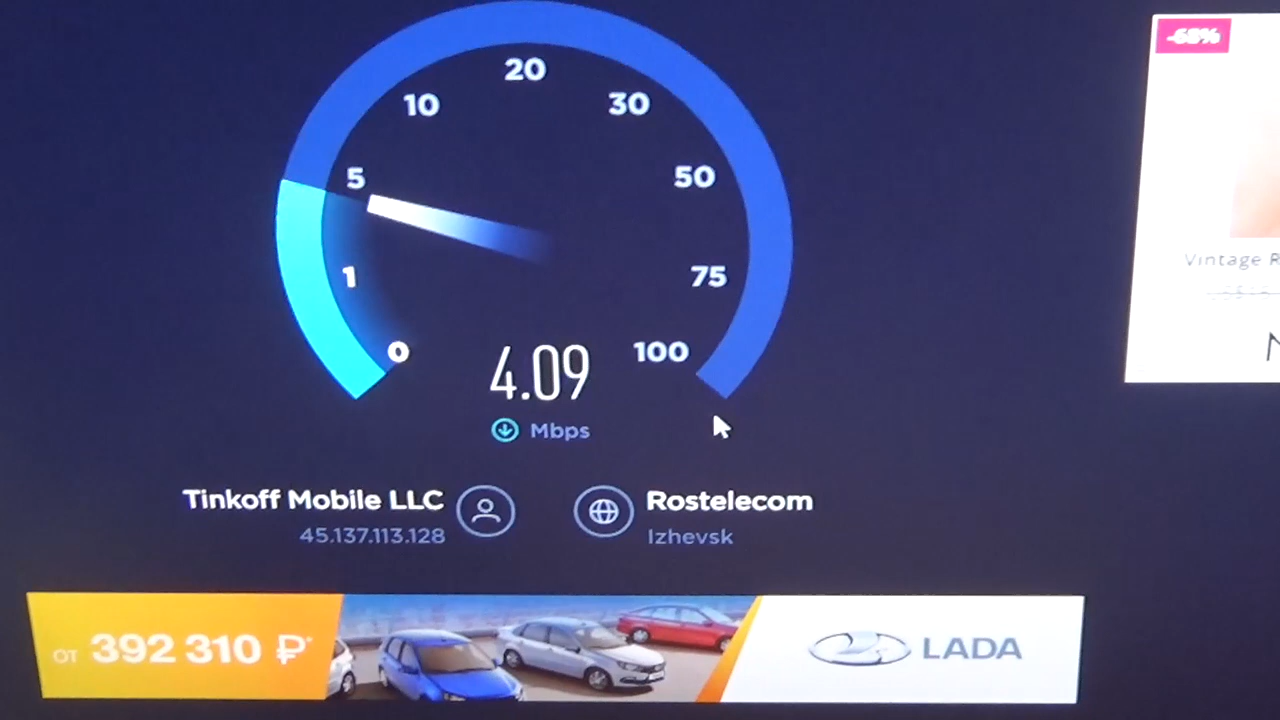 -68%
20
10
30
5
50
1
75
0
100
4.09
Mbps
Tinkoff Mobile LLC
45.137.113.128
Rostelecom
Izhevsk
Vintage R
от 392 310 ₽*
LADA